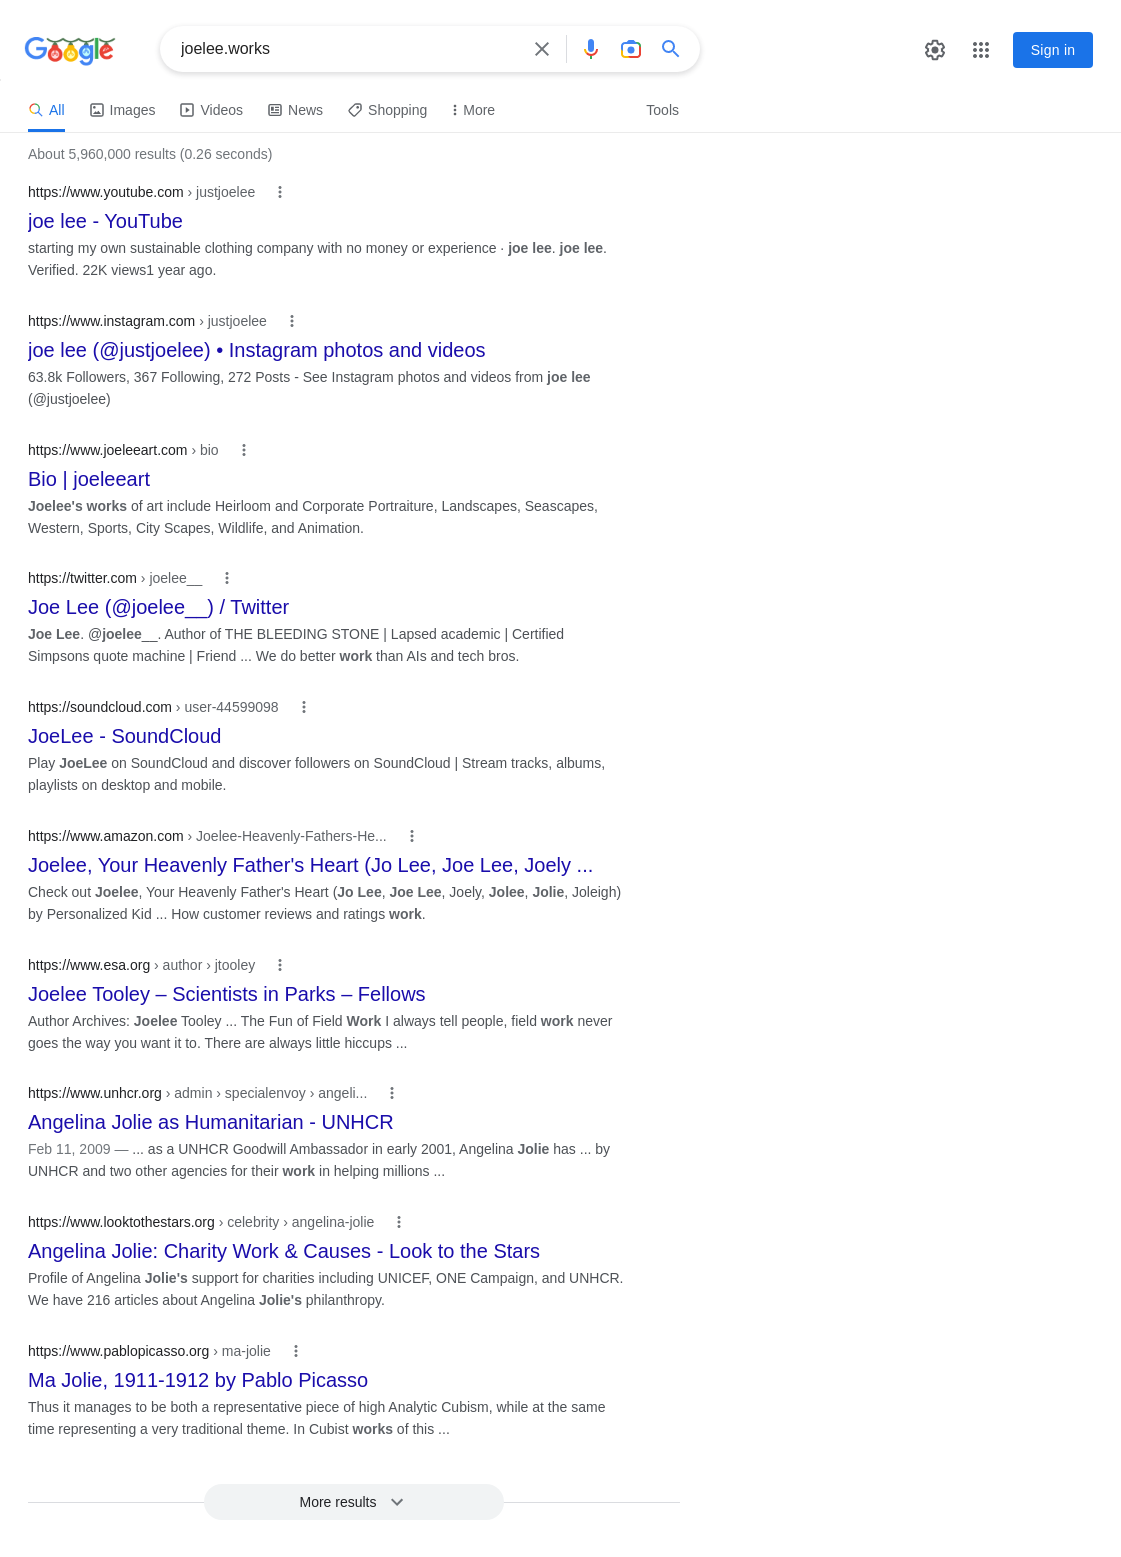 Google
joelee.works
Sign in
All Images Videos News Shopping More Tools
About 5,960,000 results (0.26 seconds)
https://www.youtube.com › justjoelee
joe lee - YouTube
starting my own sustainable clothing company with no money or experience · joe lee. joe lee.
Verified. 22K views1 year ago.
https://www.instagram.com › justjoelee
joe lee (@justjoelee) • Instagram photos and videos
63.8k Followers, 367 Following, 272 Posts - See Instagram photos and videos from joe lee
(@justjoelee)
https://www.joeleeart.com › bio
Bio | joeleeart
Joelee's works of art include Heirloom and Corporate Portraiture, Landscapes, Seascapes,
Western, Sports, City Scapes, Wildlife, and Animation.
https://twitter.com › joelee__
Joe Lee (@joelee__) / Twitter
Joe Lee. @joelee__. Author of THE BLEEDING STONE | Lapsed academic | Certified
Simpsons quote machine | Friend ... We do better work than AIs and tech bros.
https://soundcloud.com › user-44599098
JoeLee - SoundCloud
Play JoeLee on SoundCloud and discover followers on SoundCloud | Stream tracks, albums,
playlists on desktop and mobile.
https://www.amazon.com › Joelee-Heavenly-Fathers-He...
Joelee, Your Heavenly Father's Heart (Jo Lee, Joe Lee, Joely ...
Check out Joelee, Your Heavenly Father's Heart (Jo Lee, Joe Lee, Joely, Jolee, Jolie, Joleigh)
by Personalized Kid ... How customer reviews and ratings work.
https://www.esa.org › author › jtooley
Joelee Tooley – Scientists in Parks – Fellows
Author Archives: Joelee Tooley ... The Fun of Field Work I always tell people, field work never
goes the way you want it to. There are always little hiccups ...
https://www.unhcr.org › admin › specialenvoy › angeli...
Angelina Jolie as Humanitarian - UNHCR
Feb 11, 2009 — ... as a UNHCR Goodwill Ambassador in early 2001, Angelina Jolie has ... by
UNHCR and two other agencies for their work in helping millions ...
https://www.looktothestars.org › celebrity › angelina-jolie
Angelina Jolie: Charity Work & Causes - Look to the Stars
Profile of Angelina Jolie's support for charities including UNICEF, ONE Campaign, and UNHCR.
We have 216 articles about Angelina Jolie's philanthropy.
https://www.pablopicasso.org › ma-jolie
Ma Jolie, 1911-1912 by Pablo Picasso
Thus it manages to be both a representative piece of high Analytic Cubism, while at the same
time representing a very traditional theme. In Cubist works of this ...
More results